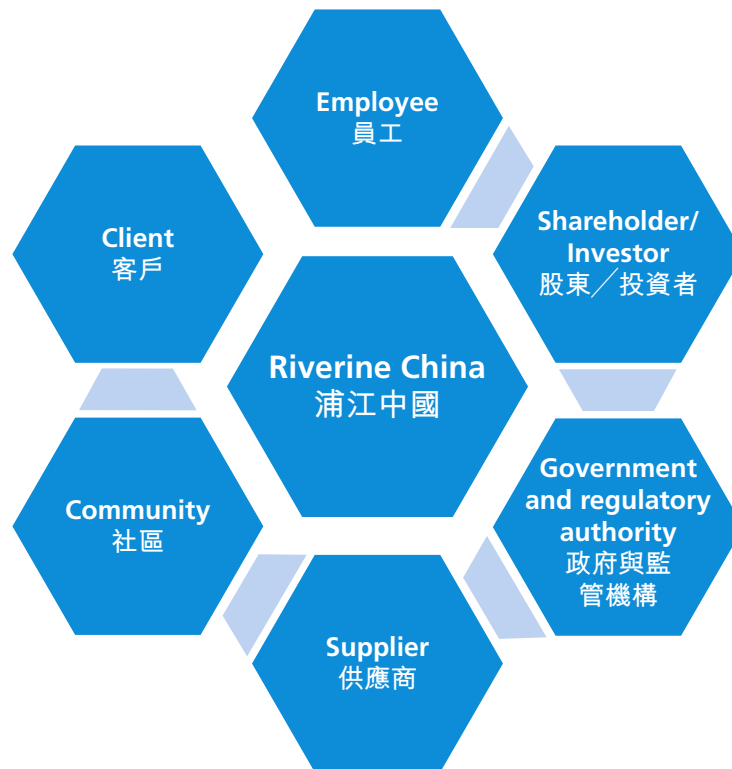 Employee
員工
Client
客戶
Shareholder/
Investor
股東╱投資者
Riverine China
浦江中國
Community
社區
Government
and regulatory
authority
政府與監
管機構
Supplier
供應商